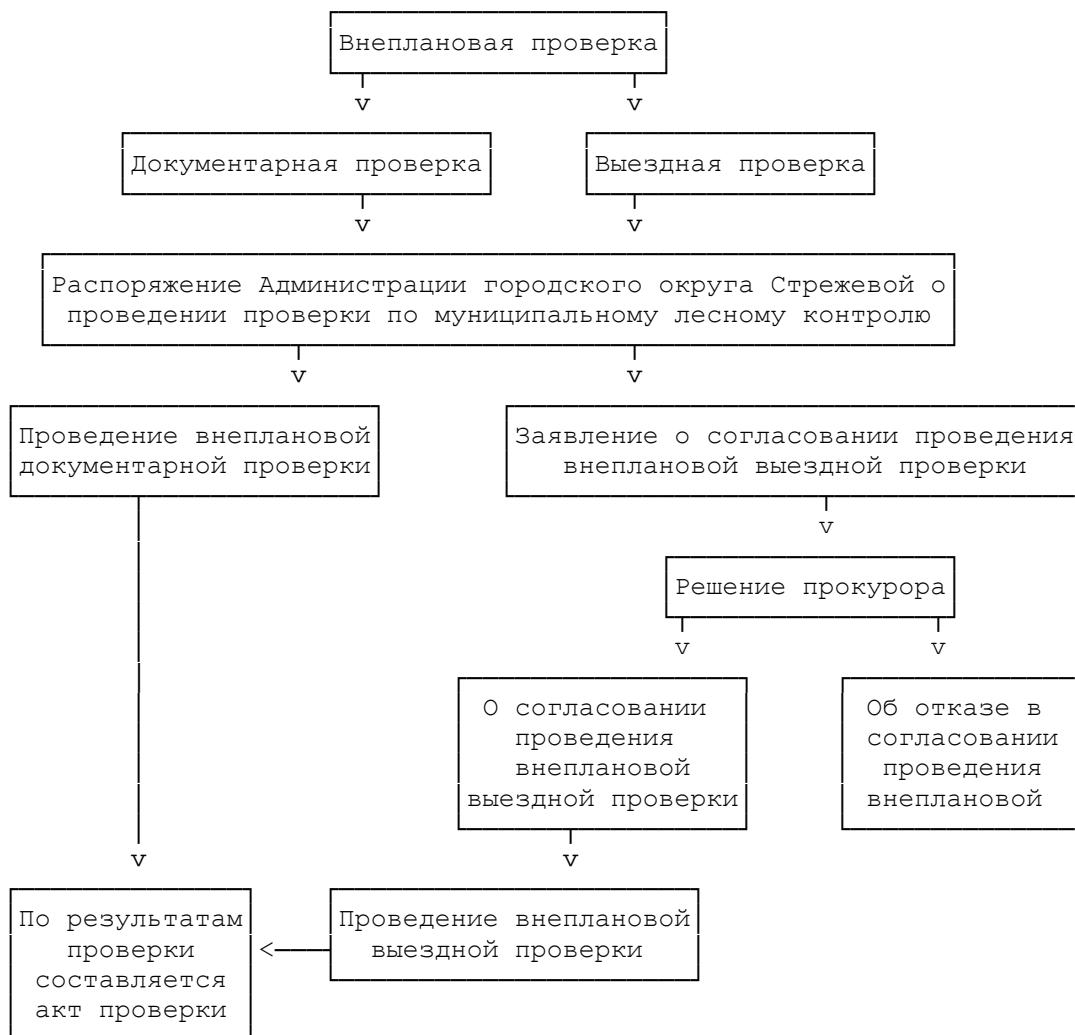 Внеплановая проверка
v v
Документарная проверка Выездная проверка
v v
Распоряжение Администрации городского округа Стрежевой о
проведении проверки по муниципальному лесному контролю
v v
Проведение внеплановой
документарной проверки
Заявление о согласовании проведения
внеплановой выездной проверки
v
Решение прокурора
v v
О согласовании
проведения
внеплановой
выездной проверки
Об отказе в
согласовании
проведения
внеплановой
v v
По результатам
проверки
составляется
акт проверки
<
Проведение внеплановой
выездной проверки